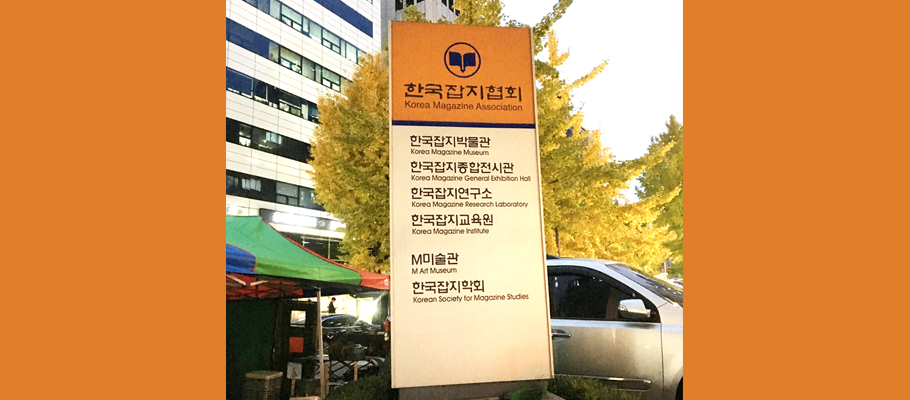 한국잡지협회
Korea Magazine Association
한국잡지박물관
Korea Magazine Museum
한국잡지종합전시관
Korea Magazine General Exhibition Hall
한국잡지연구소
Korea Magazine Research Laboratory
한국잡지교육원
Korea Magazine Institute
M미술관
M Art Museum
한국잡지학회
Korean Society for Magazine Studies